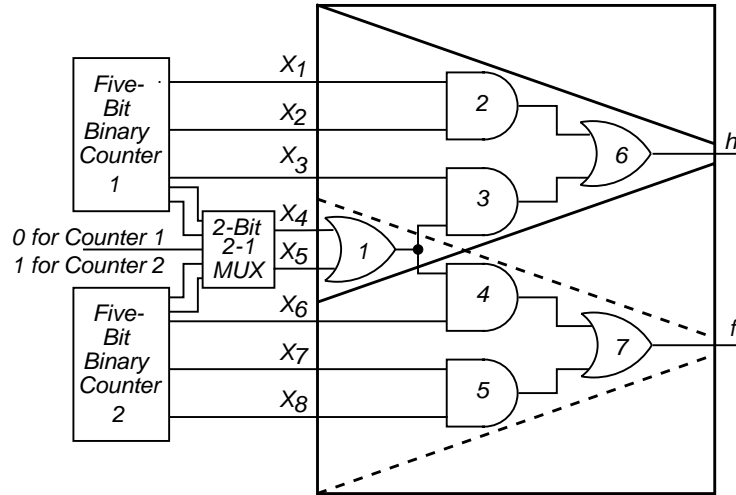 Five-
Bit
Binary
Counter
1
X1
X2
X3
X4
X5
X6
X7
X8
0 for Counter 1
1 for Counter 2
2-Bit
2-1
MUX
Five-
Bit
Binary
Counter
2
1
2
3
4
5
6
7
h
f